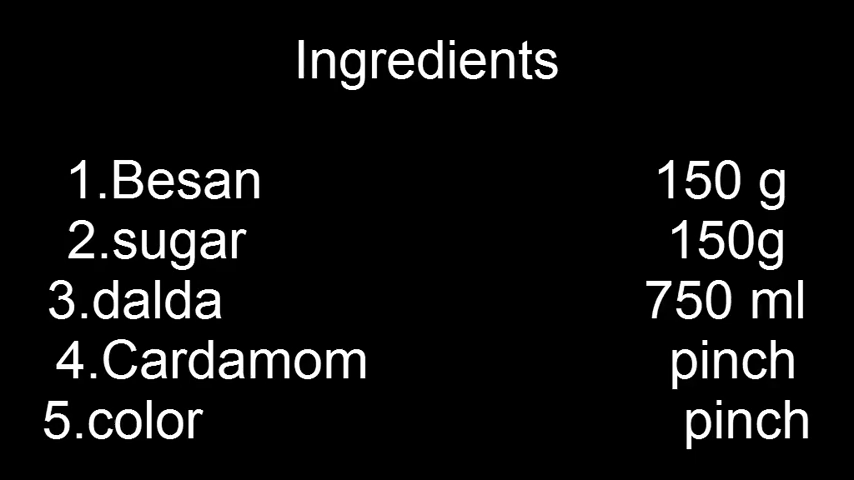 Ingredients
1.Besan 150 g
2.sugar 150g
3.dalda 750 ml
4.Cardamom pinch
5.color pinch